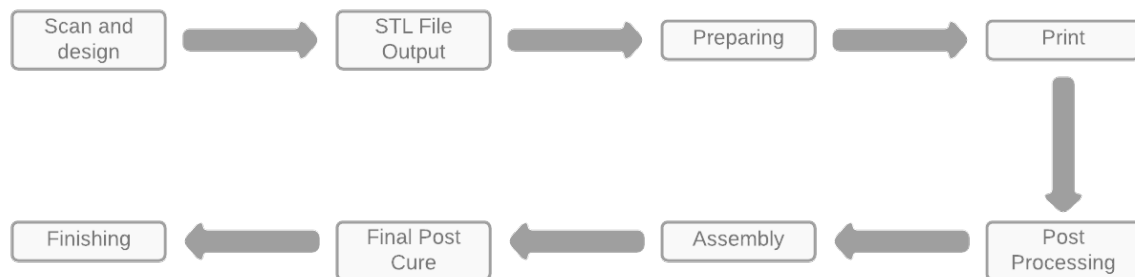 Scan and
design
STL File
Output
Preparing
Print
Post
Processing
Assembly
Final Post
Cure
Finishing